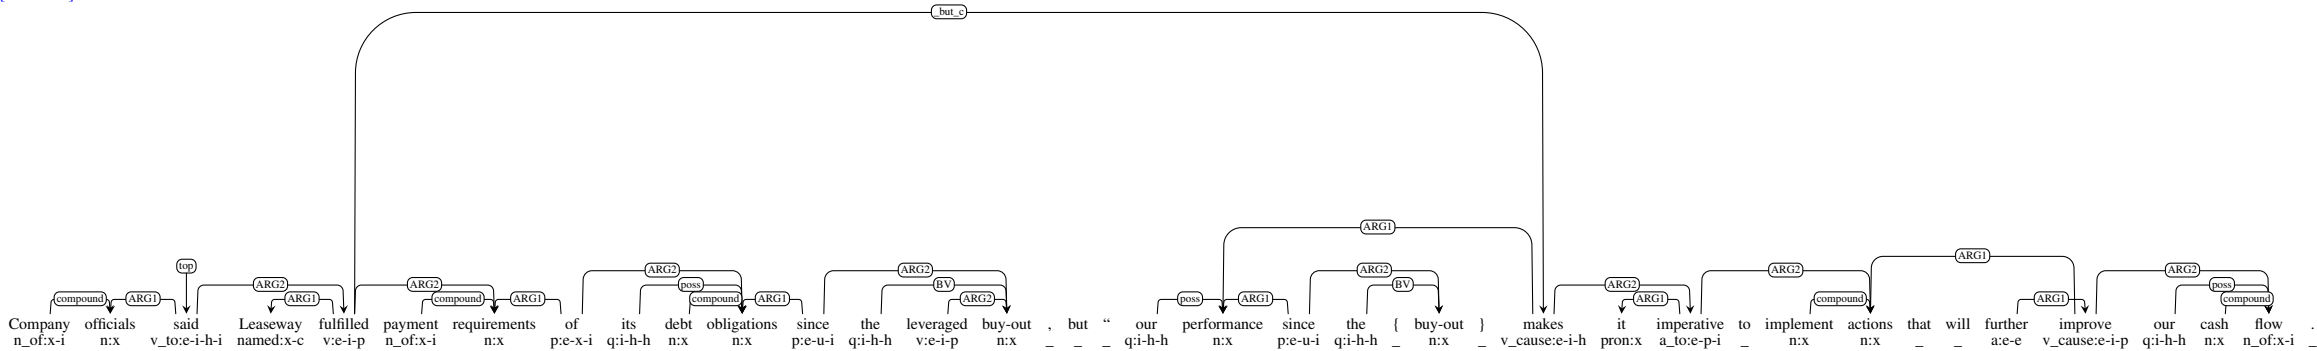 _but_c
ARG1
top ARG1
ARG2 ARG2 ARG2 ARG2 ARG2
ARG2 ARG2 poss BV BV ARG2 ARG2 poss
compound ARG1 ARG1 compound ARG1 compound ARG1 ARG2 poss ARG1 ARG1 compound ARG1 compound
Company officials said Leaseway fulfilled payment requirements of its debt obligations since the leveraged buy-out , but “ our performance since the { buy-out } makes it imperative to implement actions that will further improve our cash flow .
n_of:x-i n:x v_to:e-i-h-i named:x-c v:e-i-p n_of:x-i n:x p:e-x-i q:i-h-h n:x n:x p:e-u-i q:i-h-h v:e-i-p n:x _ _ _ q:i-h-h n:x p:e-u-i q:i-h-h _ n:x _ v_cause:e-i-h pron:x a_to:e-p-i _ n:x n:x _ _ a:e-e v_cause:e-i-p q:i-h-h n:x n_of:x-i _